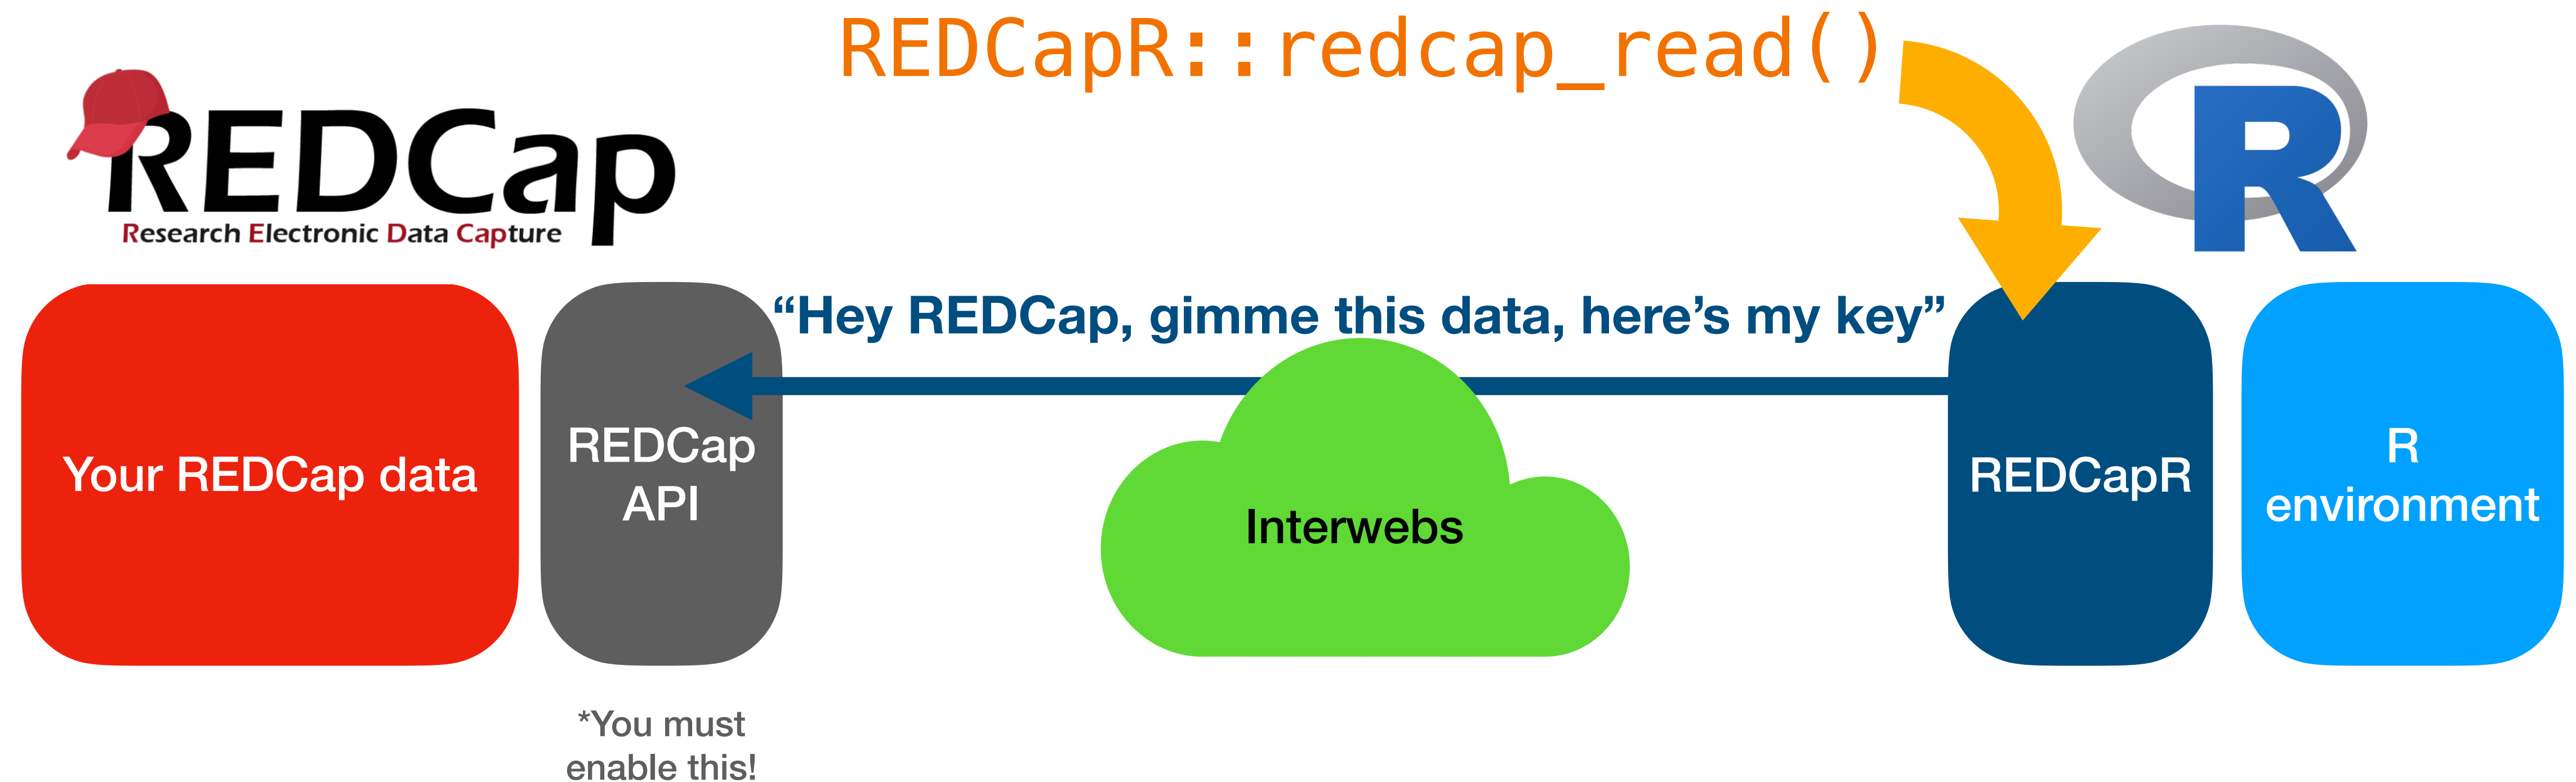 REDCapR::redcap_read()
REDCap
Research Electronic Data Capture
R
“Hey REDCap, gimme this data, here’s my key”
Your REDCap data
REDCap
API
Interwebs
REDCapR
R
environment
*You must
enable this!